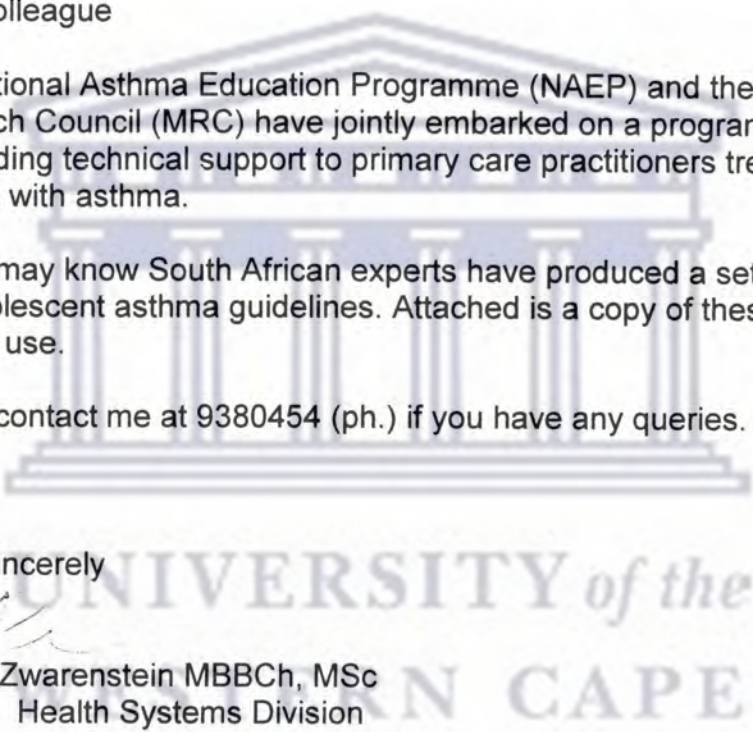 olleague
tional Asthma Education Programme (NAEP) and the
ch Council (MRC) have jointly embarked on a program
ding technical support to primary care practitioners tre
with asthma.
may know South African experts have produced a set
lescent asthma guidelines. Attached is a copy of thes
use.
contact me at 9380454 (ph.) if you have any queries.
ncerely
UNIVERSITY of the
Zwarenstein MBBCh, MSc
WESTERN CAPE
Health Systems Division